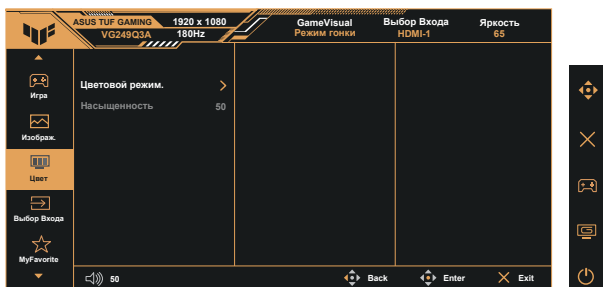 ASUS TUF GAMING 1920 x 1080
VG249Q3A 180Hz
GameVisual
Режим гонки
Выбор Входа
HDMI-1
Яркость
65
Игра
Изображ.
Цвет
Выбор Входа
MyFavorite
Цветовой режим.
Насыщенность 50
50
Back
Enter
Exit